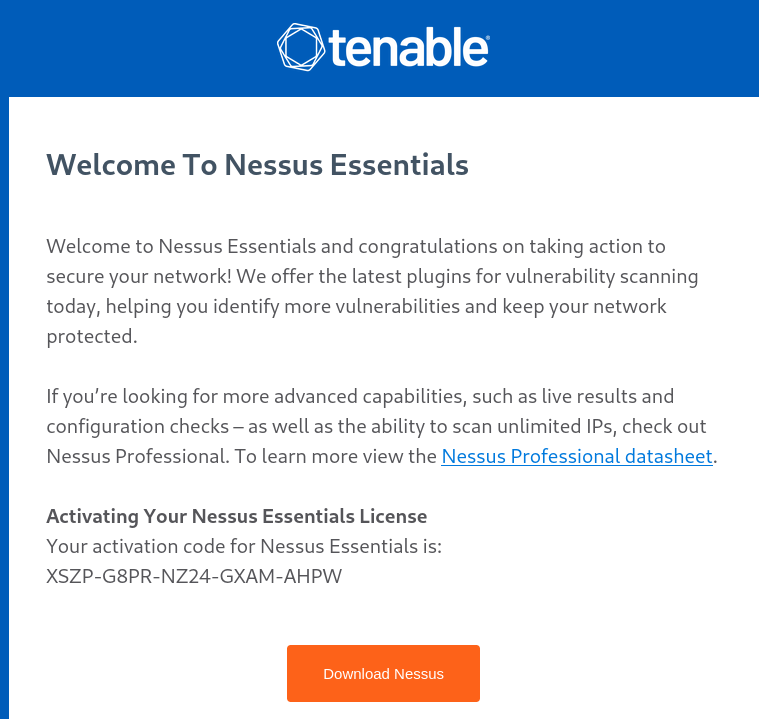 tenable
Welcome To Nessus Essentials
Welcome to Nessus Essentials and congratulations on taking action to
secure your network! We offer the latest plugins for vulnerability scanning
today, helping you identify more vulnerabilities and keep your network
protected.
If you’re looking for more advanced capabilities, such as live results and
configuration checks – as well as the ability to scan unlimited IPs, check out
Nessus Professional. To learn more view the Nessus Professional datasheet.
Activating Your Nessus Essentials License
Your activation code for Nessus Essentials is:
XSZP-G8PR-NZ24-GXAM-AHPW
Download Nessus